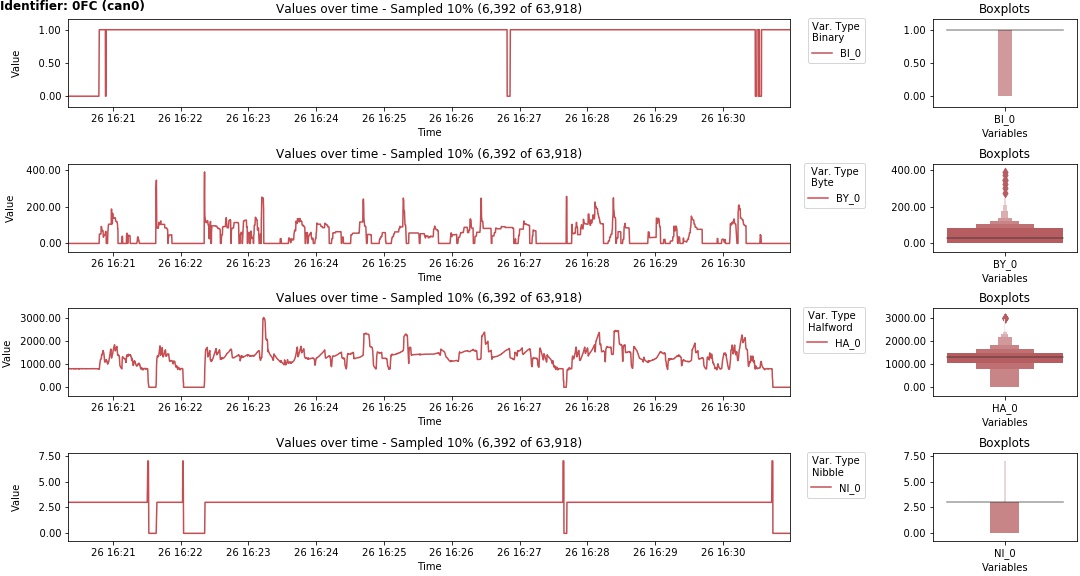 Identifier: 0FC (can0)
Values over time - Sampled 10% (6,392 of 63,918)
Boxplots
Value
1.00
0.50
0.00
26 16:21 26 16:22 26 16:23 26 16:24 26 16:25 26 16:26 26 16:27 26 16:28 26 16:29 26 16:30
Time
Var. Type
Binary
BI_0
1.00
0.50
0.00
BI_0
Variables
Values over time - Sampled 10% (6,392 of 63,918)
Boxplots
Value
400.00
200.00
0.00
26 16:21 26 16:22 26 16:23 26 16:24 26 16:25 26 16:26 26 16:27 26 16:28 26 16:29 26 16:30
Time
Var. Type
Byte
BY_0
400.00
200.00
0.00
BY_0
Variables
Values over time - Sampled 10% (6,392 of 63,918)
Boxplots
Value
3000.00
2000.00
1000.00
0.00
26 16:21 26 16:22 26 16:23 26 16:24 26 16:25 26 16:26 26 16:27 26 16:28 26 16:29 26 16:30
Time
Var. Type
Halfword
HA_0
3000.00
2000.00
1000.00
0.00
HA_0
Variables
Values over time - Sampled 10% (6,392 of 63,918)
Boxplots
Value
7.50
5.00
2.50
0.00
26 16:21 26 16:22 26 16:23 26 16:24 26 16:25 26 16:26 26 16:27 26 16:28 26 16:29 26 16:30
Time
Var. Type
Nibble
NI_0
7.50
5.00
2.50
0.00
NI_0
Variables